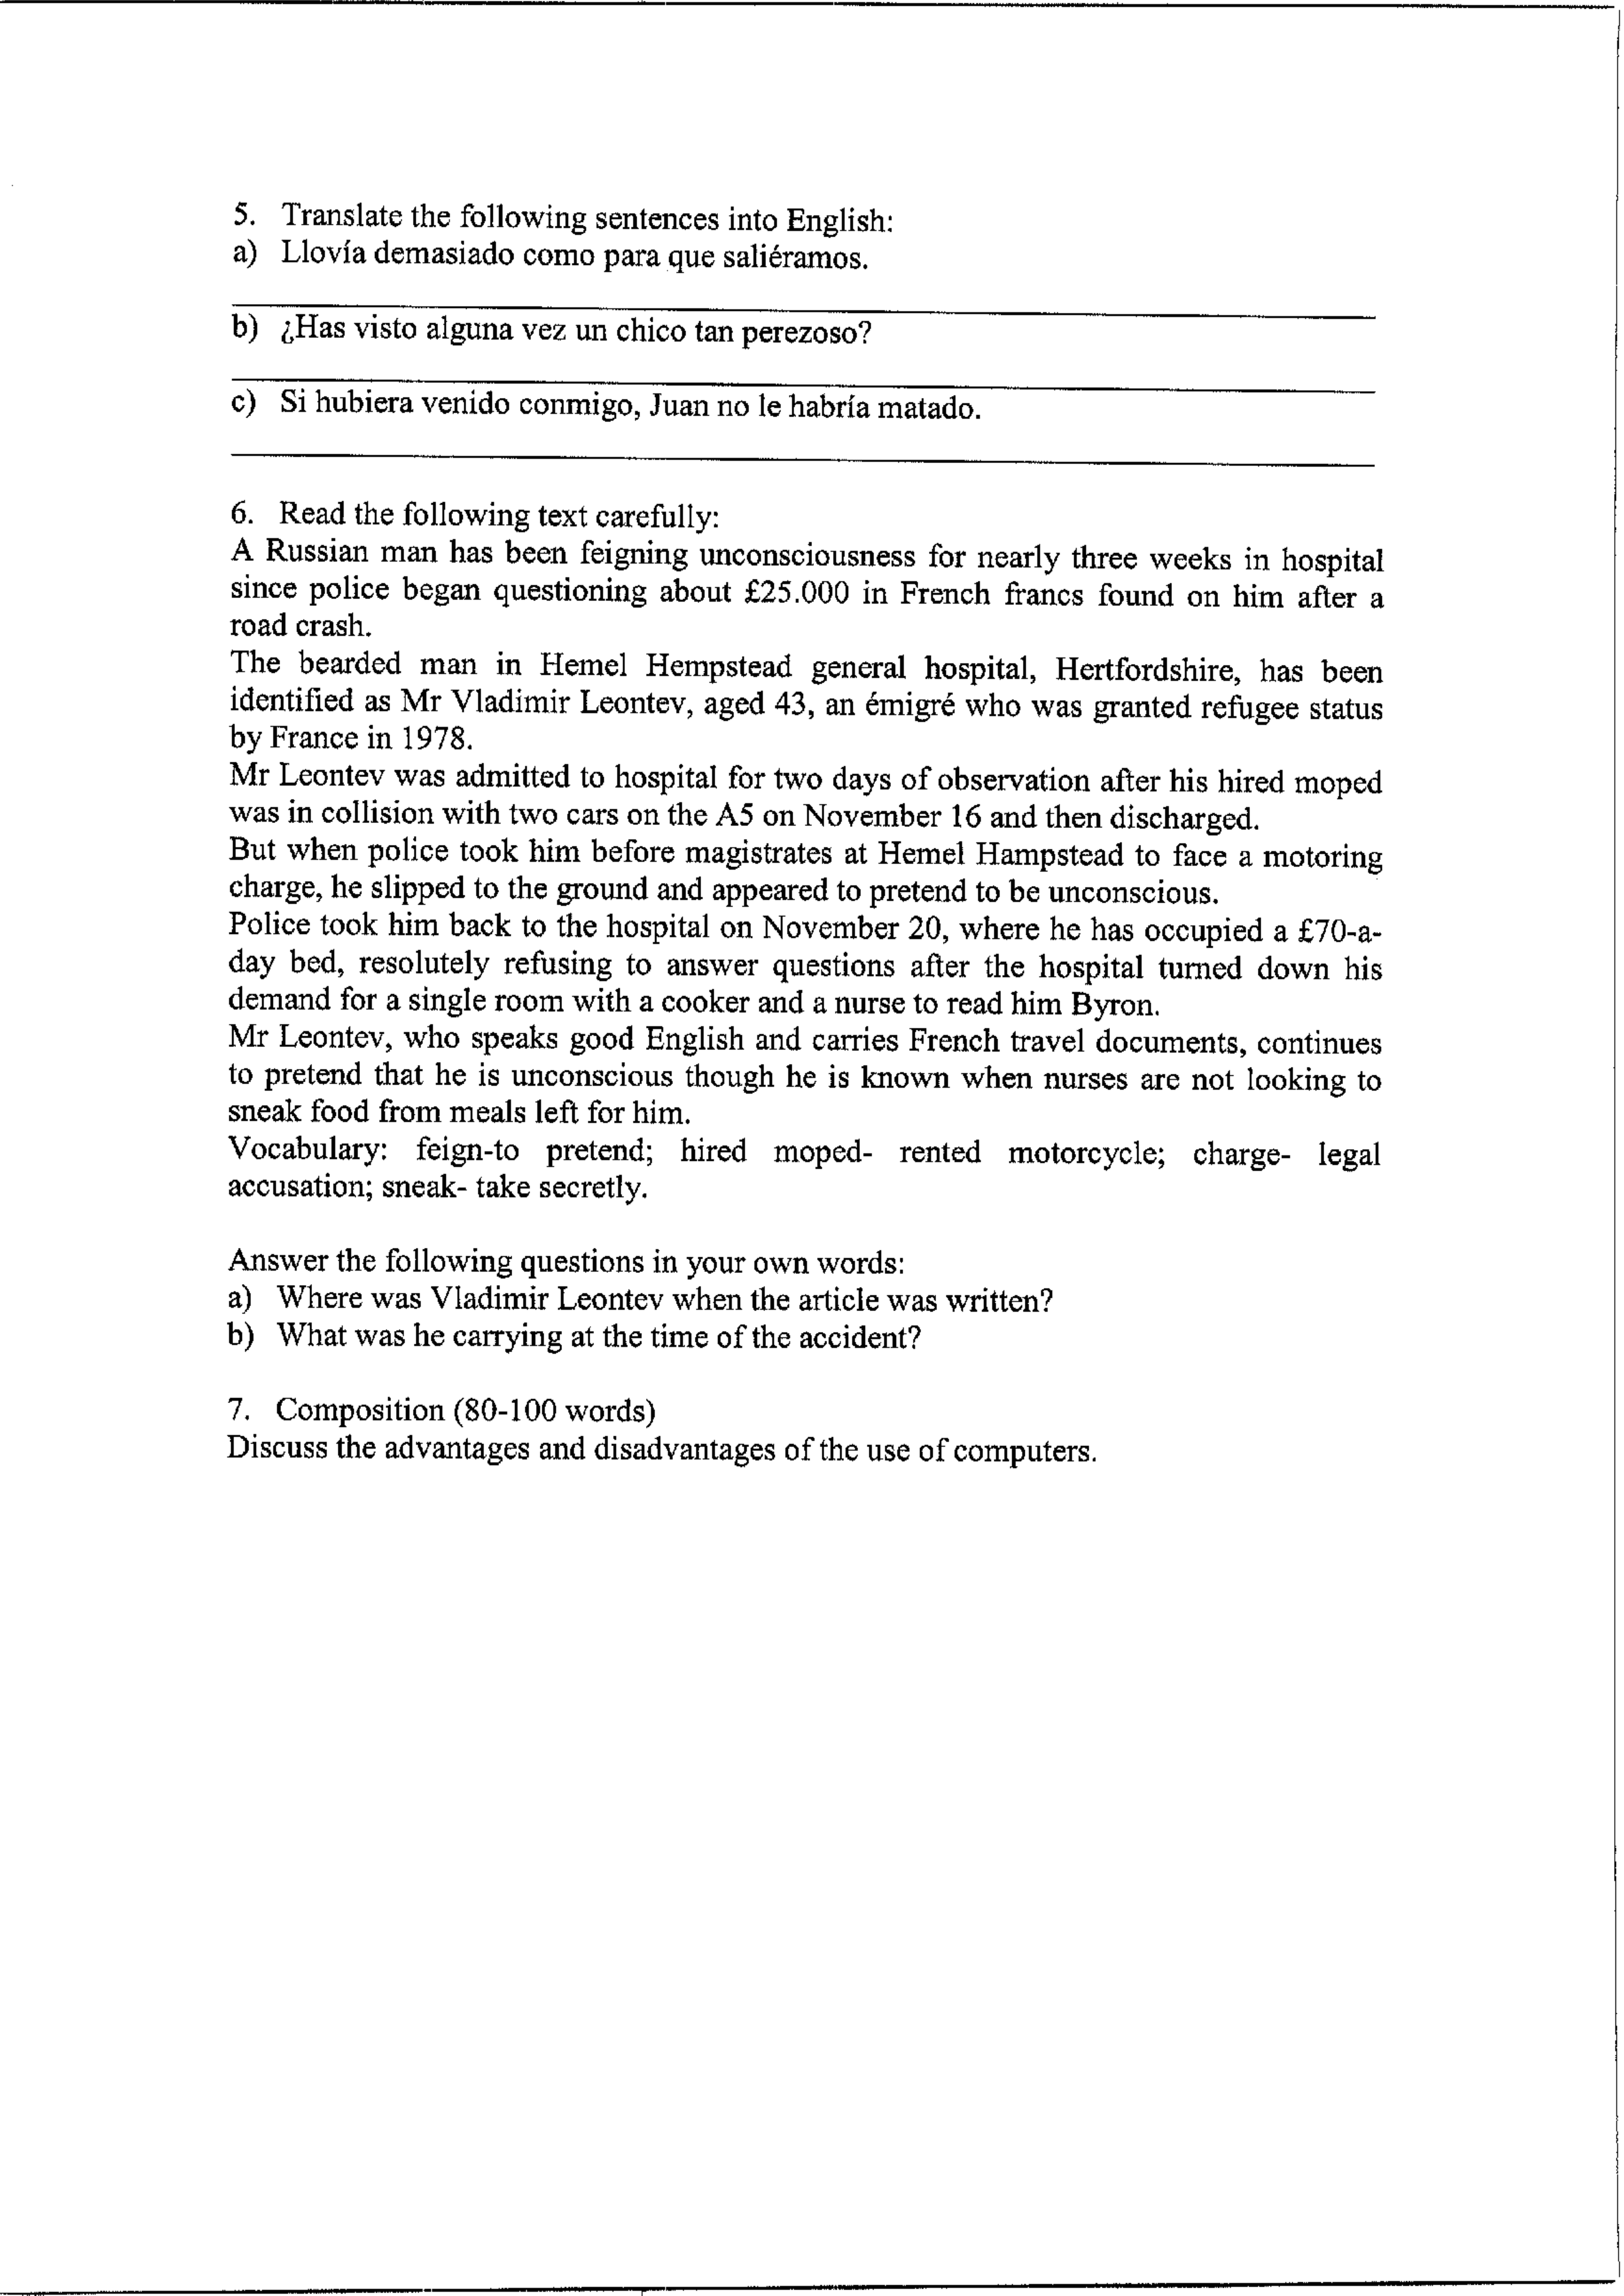 5. Translate the following sentences into English:
a) Llovía demasiado como para que saliéramos.
b) ¿Has visto alguna vez un chico tan perezoso?
c) Si hubiera venido conmigo, Juan no le habría matado.
6. Read the following text carefully:
A Russian man has been feigning unconsciousness for nearly three weeks in hospital
since police began questioning about £25.000 in French francs found on him after a
road crash.
The bearded man in Hemel Hempstead general hospital, Hertfordshire, has been
identified as Mr Vladimir Leontev, aged 43, an émigré who was granted refugee status
by France in 1978.
Mr Leontev was admitted to hospital for two days of observation after his hired moped
was in collision with two cars on the A5 on November 16 and then discharged.
But when police took him before magistrates at Hemel Hampstead to face a motoring
charge, he slipped to the ground and appeared to pretend to be unconscious.
Police took him back to the hospital on November 20, where he has occupied a £70-a-
day bed, resolutely refusing to answer questions after the hospital turned down his
demand for a single room with a cooker and a nurse to read him Byron.
Mr Leontev, who speaks good English and carries French travel documents, continues
to pretend that he is unconscious though he is known when nurses are not looking to
sneak food from meals left for him.
Vocabulary: feign-to pretend; hired moped- rented motorcycle; charge- legal
accusation; sneak- take secretly.
Answer the following questions in your own words:
a) Where was Vladimir Leontev when the article was written?
b) What was he carrying at the time of the accident?
7. Composition (80-100 words)
Discuss the advantages and disadvantages of the use of computers.